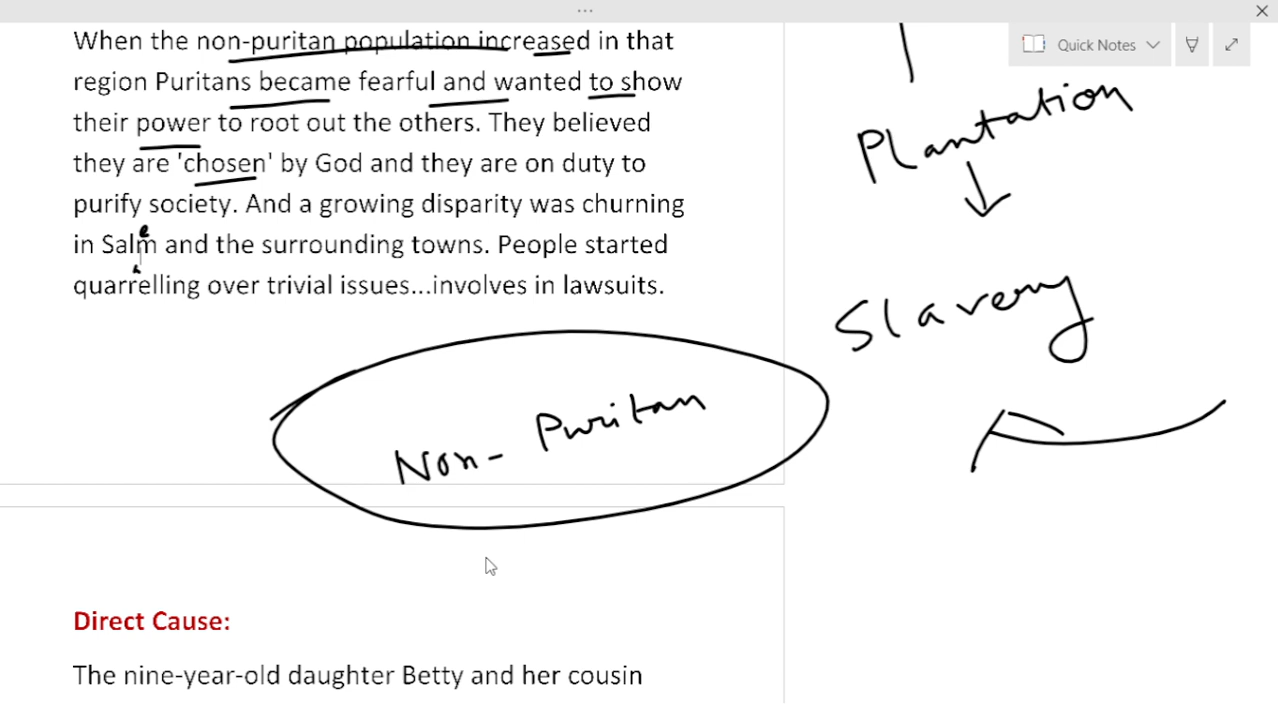 When the non-puritan population increased in that
region Puritans became fearful and wanted to show
their power to root out the others. They believed
they are 'chosen' by God and they are on duty to
purify society. And a growing disparity was churning
e
in Salm and the surrounding towns. People started
quarrelling over trivial issues...involves in lawsuits.
Non- Puritan
Direct Cause:
The nine-year-old daughter Betty and her cousin
Quick Notes
Plantation
Slavery